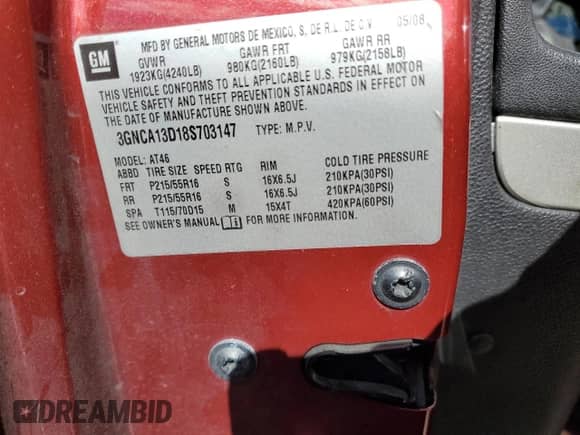 GM
MFD BY GENERAL MOTORS DE MEXICO, S. DE R.L. DE C.V 05/08
GVWR GAWR FRT GAWR RR
1923KG(4240LB) 980KG(2160LB) 979KG(2158LB)
THIS VEHICLE CONFORMS TO ALL APPLICABLE U.S. FEDERAL MOTOR
VEHICLE SAFETY AND THEFT PREVENTION STANDARDS IN EFFECT ON
THE DATE OF MANUFACTURE SHOWN ABOVE.
3GNCA13D18S703147 TYPE: M.P.V.
MODEL: AT46
ABBD TIRE SIZE SPEED RTG RIM COLD TIRE PRESSURE
FRT P215/55R16 S 16X6.5J 210KPA(30PSI)
RR P215/55R16 S 16X6.5J 210KPA(30PSI)
SPA T115/70D15 M 15X4T 420KPA(60PSI)
SEE OWNER'S MANUAL FOR MORE INFORMATION.
DREAMBID